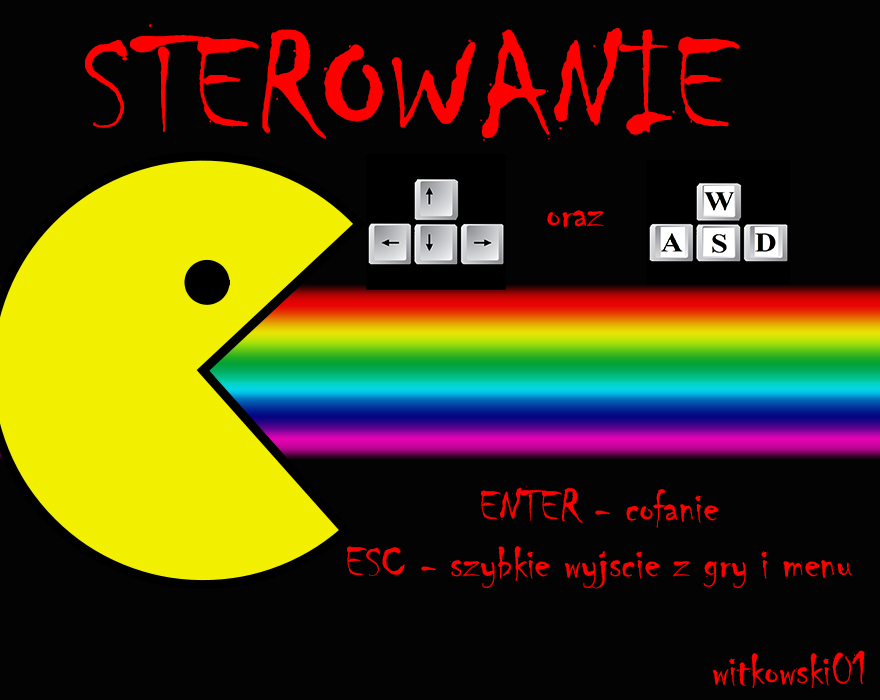 STEROWANIE
↑
oraz
W
← ↓ →
A S D
ENTER - cofanie
ESC - szybkie wyjscie z gry i menu
witkowski01